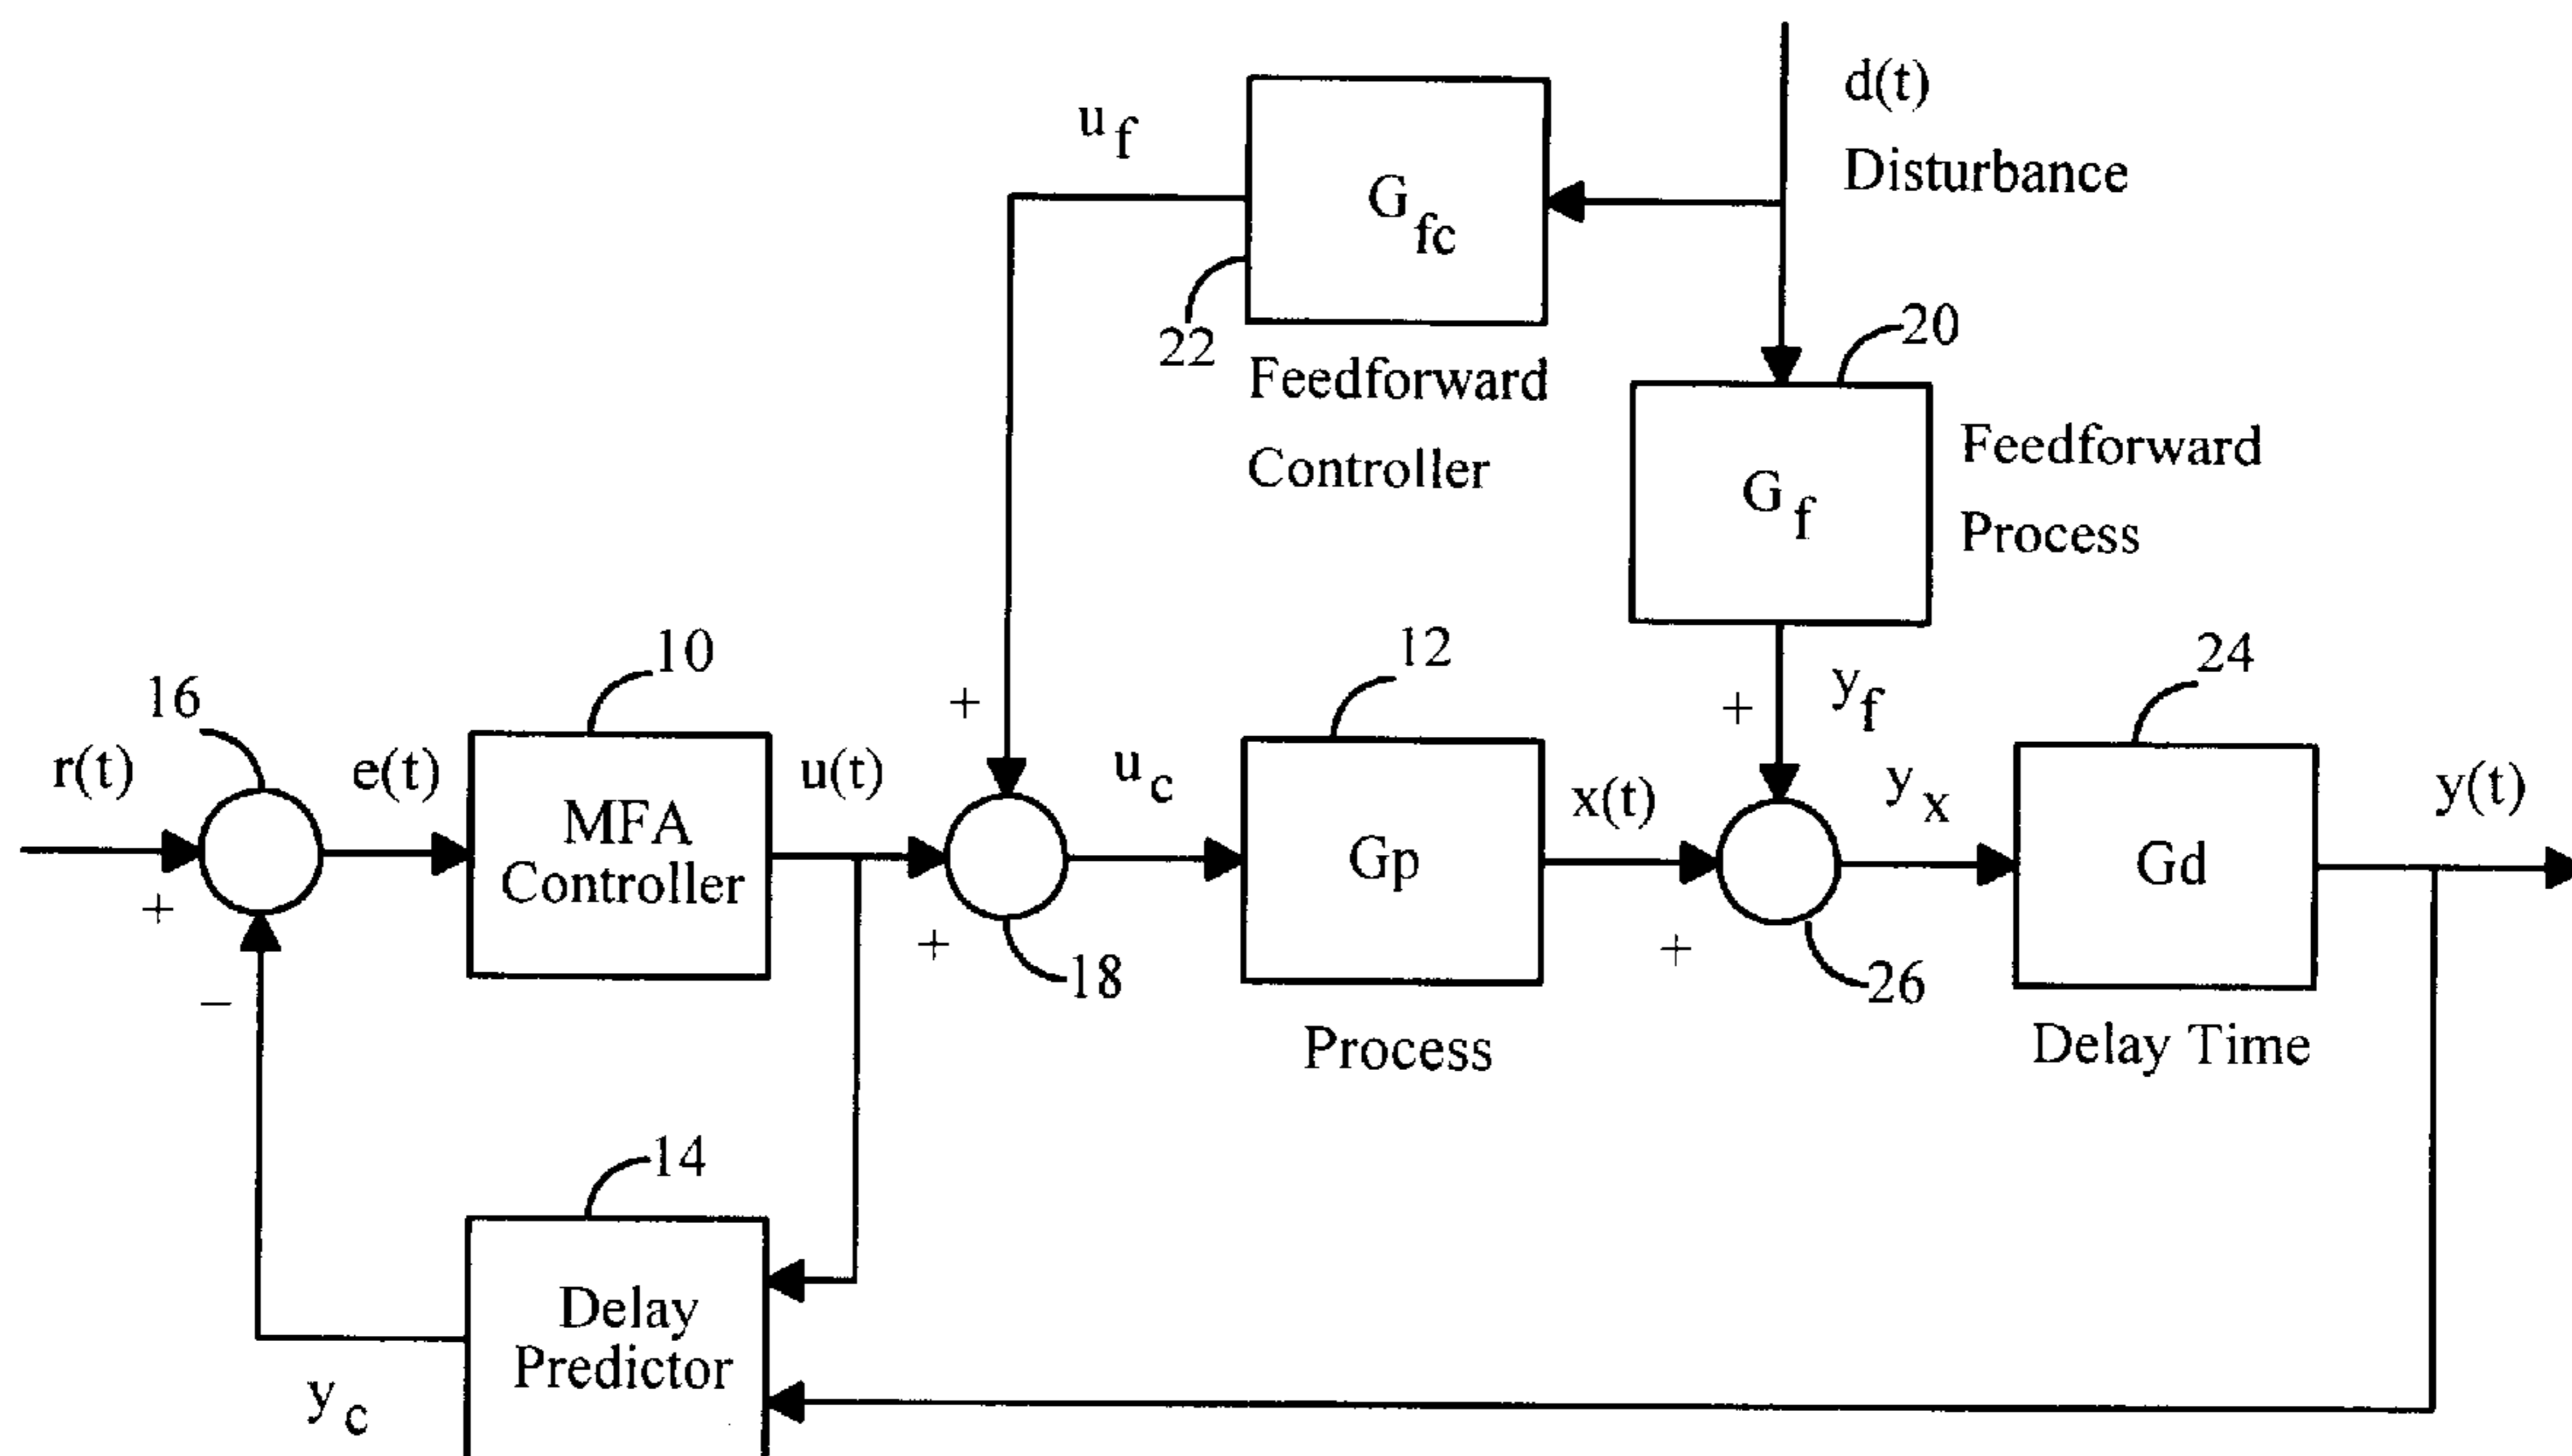 d(t)
Disturbance
u f
G fc
22
Feedforward
Controller
20
G f
Feedforward
Process
y f
+
+
16
10
12
24
r(t)
e(t)
MFA
Controller
u(t)
u c
Gp
x(t)
y x
Gd
y(t)
+
−
+
18
+
26
Process
Delay Time
14
Delay
Predictor
y c